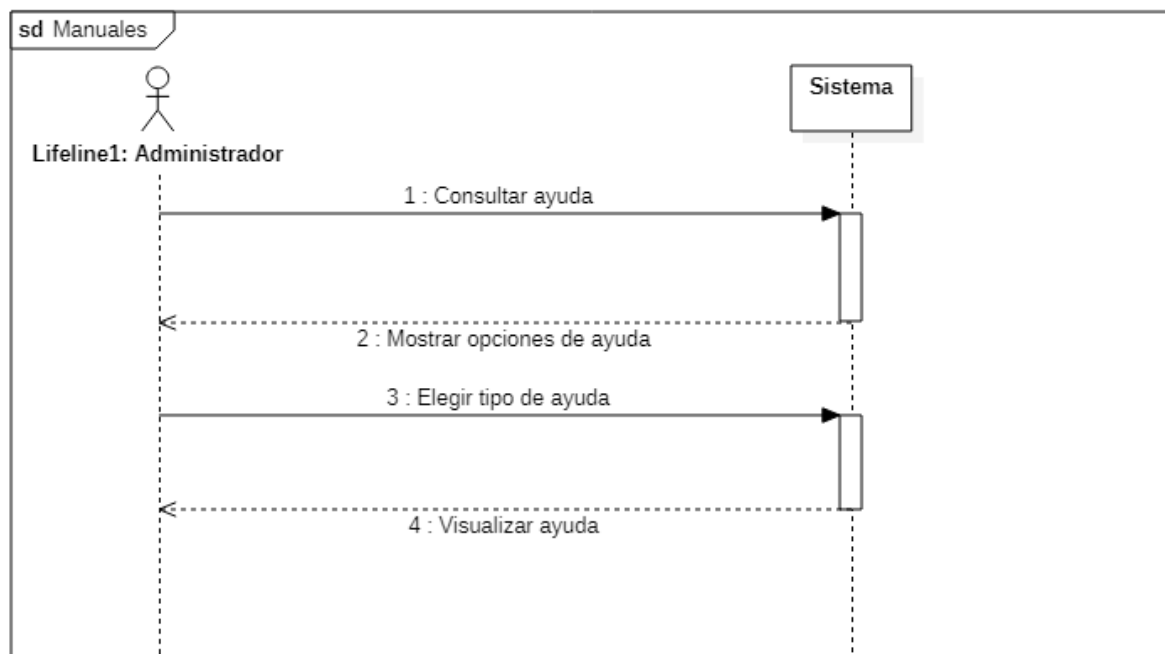 sd Manuales
Sistema
Lifeline1: Administrador
1 : Consultar ayuda
2 : Mostrar opciones de ayuda
3 : Elegir tipo de ayuda
4 : Visualizar ayuda